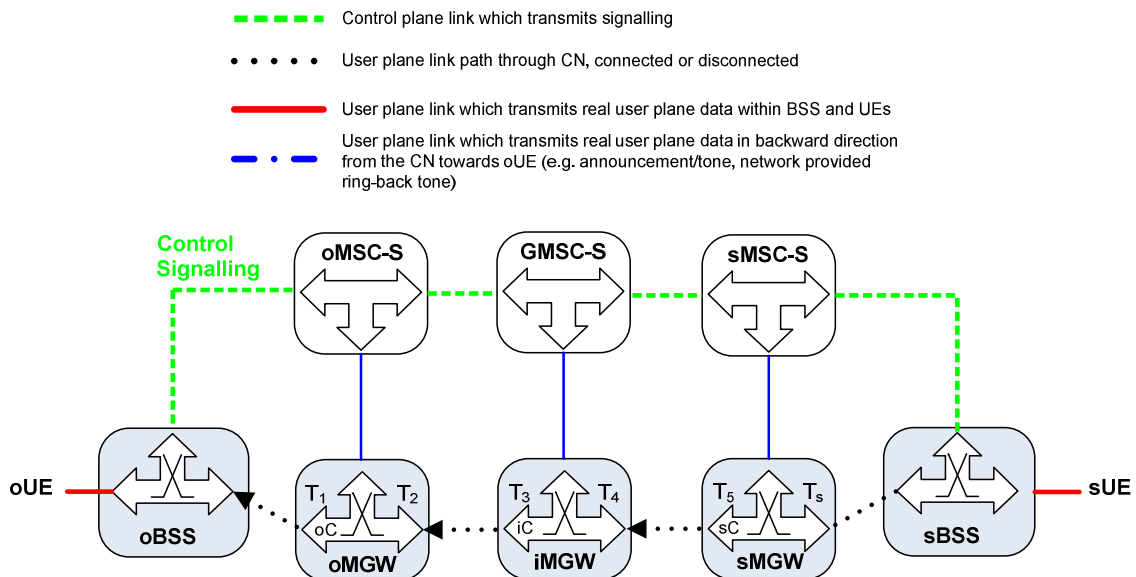 Control plane link which transmits signalling
User plane link path through CN, connected or disconnected
User plane link which transmits real user plane data within BSS and UEs
User plane link which transmits real user plane data in backward direction
from the CN towards oUE (e.g. announcement/tone, network provided
ring-back tone)
Control
Signalling
oMSC-S
GMSC-S
sMSC-S
oUE
oBSS
T1
T2
oC
oMGW
T3
T4
iC
iMGW
T5
Ts
sC
sMGW
sBSS
sUE